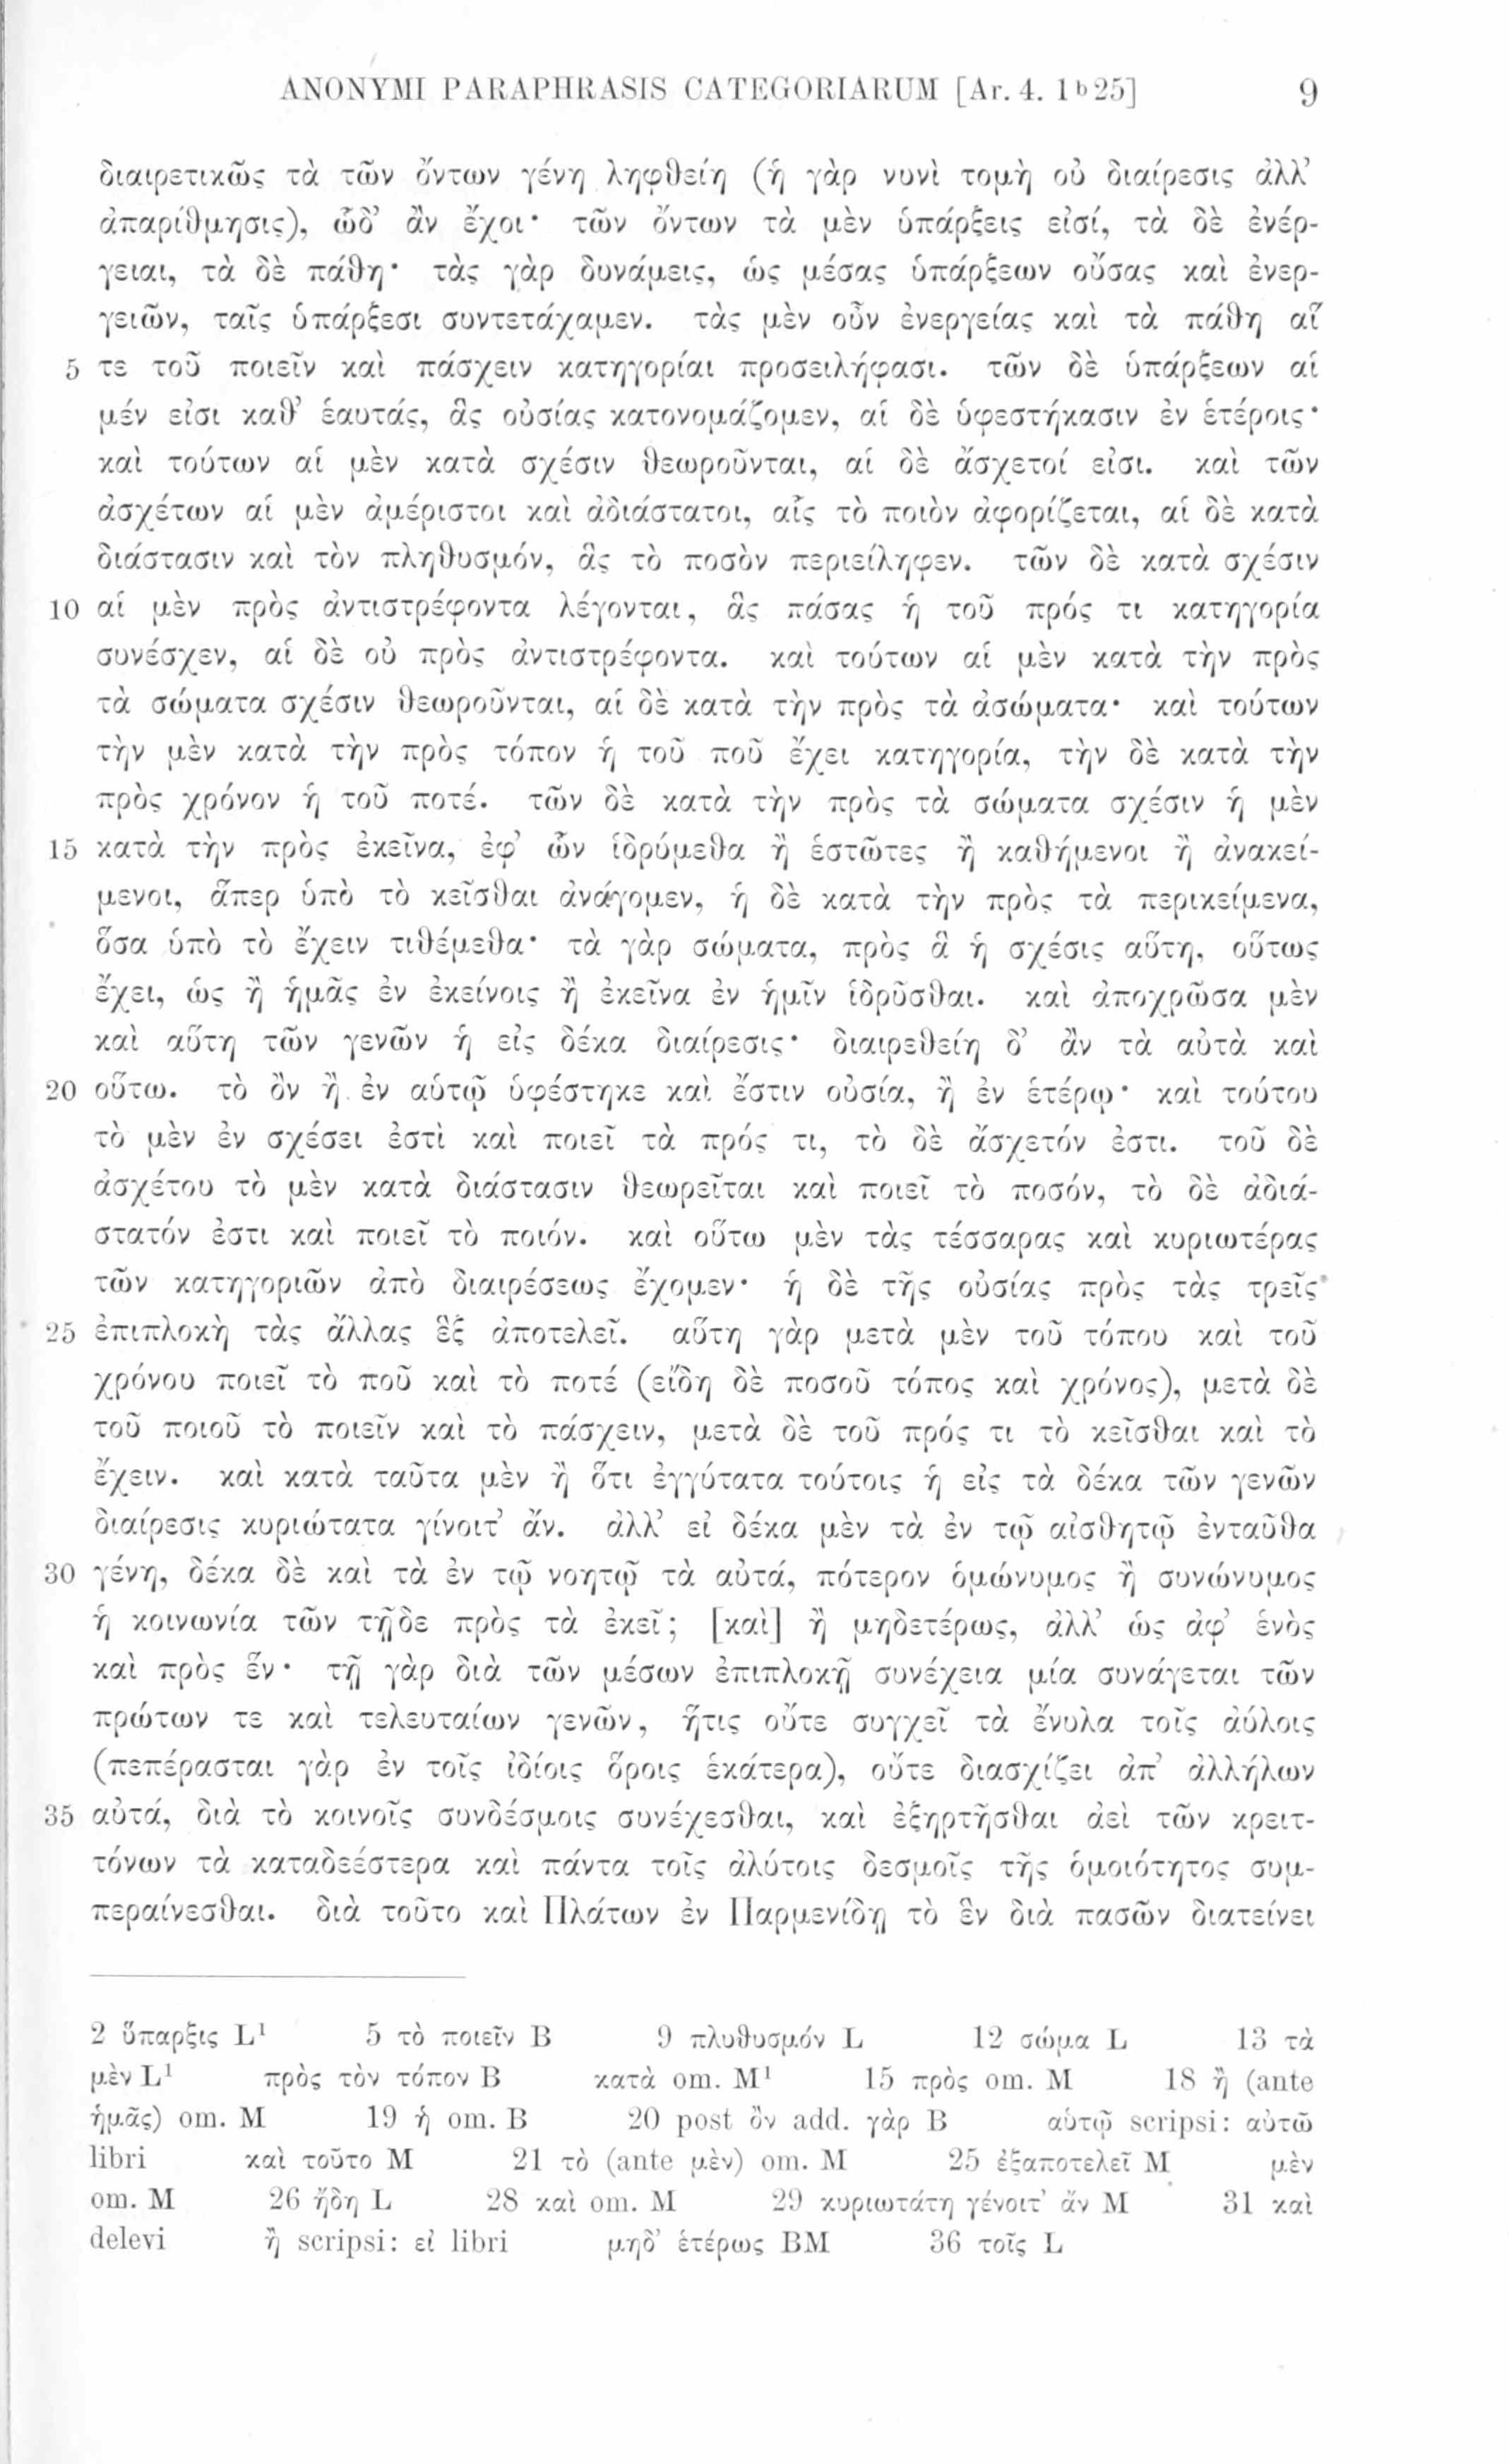 ANONYMI PARAPHRASIS CATEGORIARUM [Ar. 4. 1ᵇ25] 9
διαιρετικῶς τὰ τῶν ὄντων γένη ληφθείη (ἡ γὰρ νυνὶ τομὴ οὐ διαίρεσις ἀλλ’
ἀπαρίθμησις), ὧδ’ ἂν ἔχοι· τῶν ὄντων τὰ μὲν ὑπάρξεις εἰσί, τὰ δὲ ἐνέρ-
γειαι, τὰ δὲ πάθη· τὰς γὰρ δυνάμεις, ὡς μέσας ὑπάρξεων οὔσας καὶ ἐνερ-
γειῶν, ταῖς ὑπάρξεσι συντετάχαμεν. τὰς μὲν οὖν ἐνεργείας καὶ τὰ πάθη αἵ
5 τε τοῦ ποιεῖν καὶ πάσχειν κατηγορίαι προσειλήφασι. τῶν δὲ ὑπάρξεων αἱ
μέν εἰσι καθ’ ἑαυτάς, ἃς οὐσίας κατονομάζομεν, αἱ δὲ ὑφεστήκασιν ἐν ἑτέροις·
καὶ τούτων αἱ μὲν κατὰ σχέσιν θεωροῦνται, αἱ δὲ ἄσχετοί εἰσι. καὶ τῶν
ἀσχέτων αἱ μὲν ἀμέριστοι καὶ ἀδιάστατοι, αἷς τὸ ποιὸν ἀφορίζεται, αἱ δὲ κατὰ
διάστασιν καὶ τὸν πληθυσμόν, ἃς τὸ ποσὸν περιείληφεν. τῶν δὲ κατὰ σχέσιν
10 αἱ μὲν πρὸς ἀντιστρέφοντα λέγονται, ἃς πάσας ἡ τοῦ πρός τι κατηγορία
συνέσχεν, αἱ δὲ οὐ πρὸς ἀντιστρέφοντα. καὶ τούτων αἱ μὲν κατὰ τὴν πρὸς
τὰ σώματα σχέσιν θεωροῦνται, αἱ δὲ κατὰ τὴν πρὸς τὰ ἀσώματα· καὶ τούτων
τὴν μὲν κατὰ τὴν πρὸς τόπον ἡ τοῦ ποῦ ἔχει κατηγορία, τὴν δὲ κατὰ τὴν
πρὸς χρόνον ἡ τοῦ ποτέ. τῶν δὲ κατὰ τὴν πρὸς τὰ σώματα σχέσιν ἡ μὲν
15 κατὰ τὴν πρὸς ἐκεῖνα, ἐφ’ ὧν ἱδρύμεθα ἢ ἑστῶτες ἢ καθήμενοι ἢ ἀνακεί-
μενοι, ἅπερ ὑπὸ τὸ κεῖσθαι ἀνάγομεν, ἡ δὲ κατὰ τὴν πρὸς τὰ περικείμενα,
ὅσα ὑπὸ τὸ ἔχειν τιθέμεθα· τὰ γὰρ σώματα, πρὸς ἃ ἡ σχέσις αὕτη, οὕτως
ἔχει, ὡς ἢ ἡμᾶς ἐν ἐκείνοις ἢ ἐκεῖνα ἐν ἡμῖν ἱδρῦσθαι. καὶ ἀποχρῶσα μὲν
καὶ αὕτη τῶν γενῶν ἡ εἰς δέκα διαίρεσις· διαιρεθείη δ’ ἂν τὰ αὐτὰ καὶ
20 οὕτω. τὸ ὂν ἢ ἐν αὑτῷ ὑφέστηκε καὶ ἔστιν οὐσία, ἢ ἐν ἑτέρῳ· καὶ τούτου
τὸ μὲν ἐν σχέσει ἐστὶ καὶ ποιεῖ τὰ πρός τι, τὸ δὲ ἄσχετόν ἐστι. τοῦ δὲ
ἀσχέτου τὸ μὲν κατὰ διάστασιν θεωρεῖται καὶ ποιεῖ τὸ ποσόν, τὸ δὲ ἀδιά-
στατόν ἐστι καὶ ποιεῖ τὸ ποιόν. καὶ οὕτω μὲν τὰς τέσσαρας καὶ κυριωτέρας
τῶν κατηγοριῶν ἀπὸ διαιρέσεως ἔχομεν· ἡ δὲ τῆς οὐσίας πρὸς τὰς τρεῖς
25 ἐπιπλοκὴ τὰς ἄλλας ἓξ ἀποτελεῖ. αὕτη γὰρ μετὰ μὲν τοῦ τόπου καὶ τοῦ
χρόνου ποιεῖ τὸ ποῦ καὶ τὸ ποτέ (εἴδη δὲ ποσοῦ τόπος καὶ χρόνος), μετὰ δὲ
τοῦ ποιοῦ τὸ ποιεῖν καὶ τὸ πάσχειν, μετὰ δὲ τοῦ πρός τι τὸ κεῖσθαι καὶ τὸ
ἔχειν. καὶ κατὰ ταῦτα μὲν ἢ ὅτι ἐγγύτατα τούτοις ἡ εἰς τὰ δέκα τῶν γενῶν
διαίρεσις κυριώτατα γίνοιτ’ ἄν. ἀλλ’ εἰ δέκα μὲν τὰ ἐν τῷ αἰσθητῷ ἐνταῦθα
30 γένη, δέκα δὲ καὶ τὰ ἐν τῷ νοητῷ τὰ αὐτά, πότερον ὁμώνυμος ἢ συνώνυμος
ἡ κοινωνία τῶν τῇδε πρὸς τὰ ἐκεῖ; [καὶ] ἢ μηδετέρως, ἀλλ’ ὡς ἀφ’ ἑνὸς
καὶ πρὸς ἕν· τῇ γὰρ διὰ τῶν μέσων ἐπιπλοκῇ συνέχεια μία συνάγεται τῶν
πρώτων τε καὶ τελευταίων γενῶν, ἥτις οὔτε συγχεῖ τὰ ἔνυλα τοῖς ἀύλοις
(πεπέρασται γὰρ ἐν τοῖς ἰδίοις ὅροις ἑκάτερα), οὔτε διασχίζει ἀπ’ ἀλλήλων
35 αὐτά, διὰ τὸ κοινοῖς συνδέσμοις συνέχεσθαι, καὶ ἐξηρτῆσθαι ἀεὶ τῶν κρειτ-
τόνων τὰ καταδεέστερα καὶ πάντα τοῖς ἀλύτοις δεσμοῖς τῆς ὁμοιότητος συμ-
περαίνεσθαι. διὰ τοῦτο καὶ Πλάτων ἐν Παρμενίδῃ τὸ ἓν διὰ πασῶν διατείνει
2 ὕπαρξις L¹ 5 τὸ ποιεῖν B 9 πλυθυσμόν L 12 σώμα L 13 τὰ
μὲν L¹ πρὸς τὸν τόπον B κατὰ om. M¹ 15 πρὸς om. M 18 ἢ (ante
ἡμᾶς) om. M 19 ἡ om. B 20 post ὂν add. γὰρ B αὑτῷ scripsi: αὐτῶ
libri καὶ τοῦτο M 21 τὸ (ante μὲν) om. M 25 ἐξαποτελεῖ M μὲν
om. M 26 ἤδη L 28 καὶ om. M 29 κυριωτάτη γένοιτ’ ἄν M 31 καὶ
delevi ἢ scripsi: εἰ libri μηδ’ ἑτέρως BM 36 τοῖς L